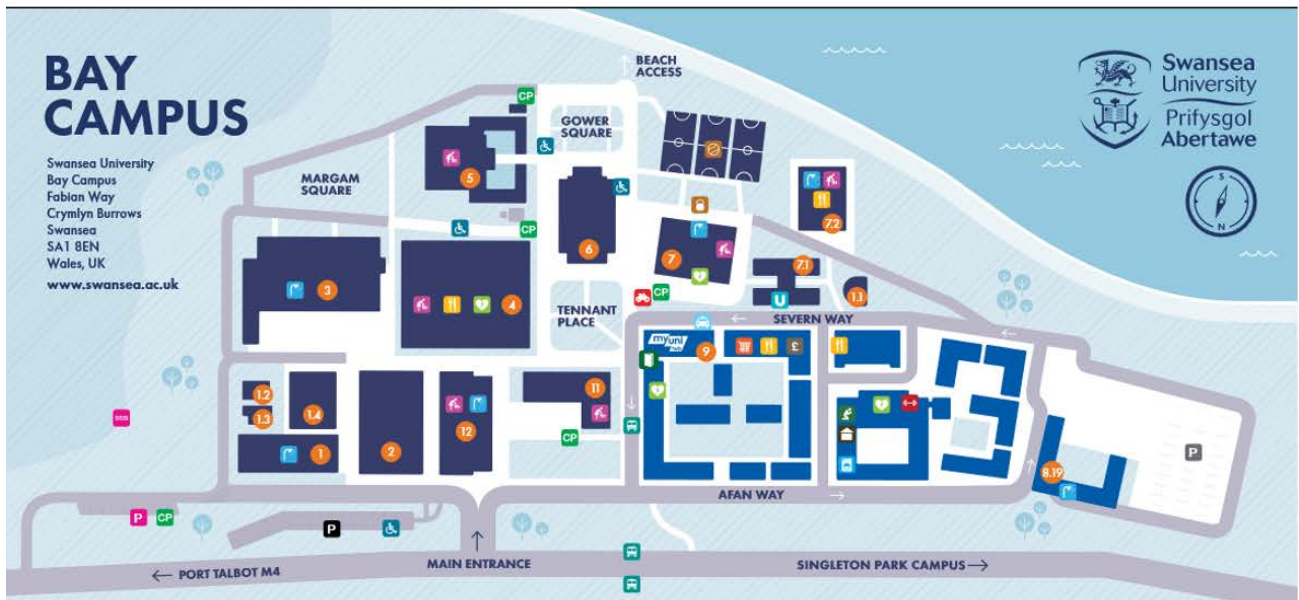 BAY
CAMPUS
Swansea University
Bay Campus
Fabian Way
Crymlyn Burrows
Swansea
SA1 8EN
Wales, UK
www.swansea.ac.uk
BEACH
ACCESS
Swansea
University
Prifysgol
Abertawe
S
N
CP
GOWER
SQUARE
MARGAM
SQUARE
5
CP
6
7
7.2
7.1
1.1
U
3
4
CP
TENNANT
PLACE
SEVERN WAY
myuni
hub
9
£
1.2
1.3
1.4
11
12
1
2
CP
8.19
P
AFAN WAY
P
CP
P
MAIN ENTRANCE
← PORT TALBOT M4
SINGLETON PARK CAMPUS →